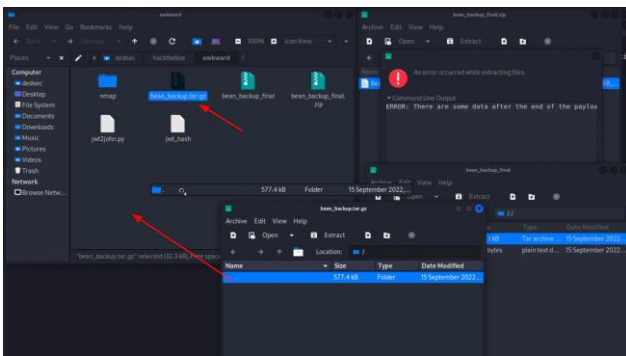 awkward
File Edit View Go Bookmarks Help
Back Forward 100% Icon View
Places dedsec hackthebox awkward
Computer
dedsec
Desktop
File System
Documents
Downloads
Music
Pictures
Videos
Trash
Network
Browse Netw...
nmap
bean_backup.tar.gz
bean_backup_final
bean_backup_final.
zip
jwt2john.py
jwt_hash
. 577.4 kB Folder 15 September 2022, ...
"bean_backup.tar.gz" selected (32.3 kB), Free space
bean_backup_final.zip
Archive Edit View Help
Open Extract
An error occurred while extracting files.
Command Line Output
ERROR: There are some data after the end of the payloa
bean_backup_final
View Help
Open Extract
Type Date Modified
Tar archive... 15 September 2022...
bytes plain text d... 15 September 2022...
bean_backup.tar.gz
Archive Edit View Help
Open Extract
Location: /
Name Size Type Date Modified
. 577.4 kB Folder 15 September 2022...